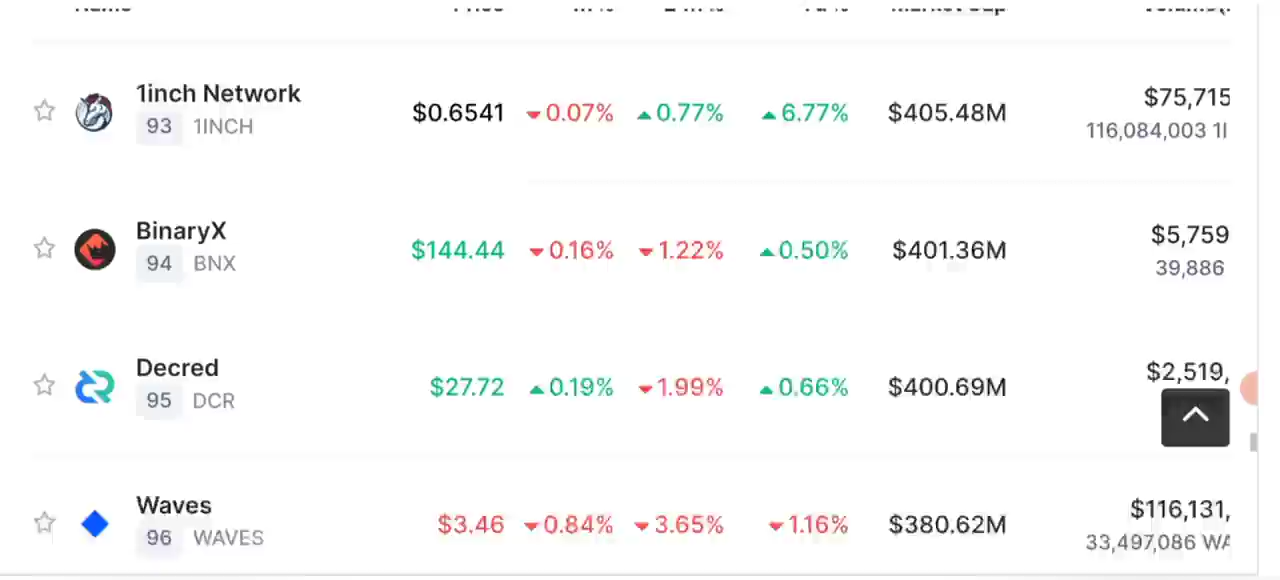 1inch Network
93 1INCH
$0.6541 0.07% 0.77% 6.77% $405.48M $75,715
116,084,003 1I
BinaryX
94 BNX
$144.44 0.16% 1.22% 0.50% $401.36M $5,759
39,886
Decred
95 DCR
$27.72 0.19% 1.99% 0.66% $400.69M $2,519,
Waves
96 WAVES
$3.46 0.84% 3.65% 1.16% $380.62M $116,131,
33,497,086 WA